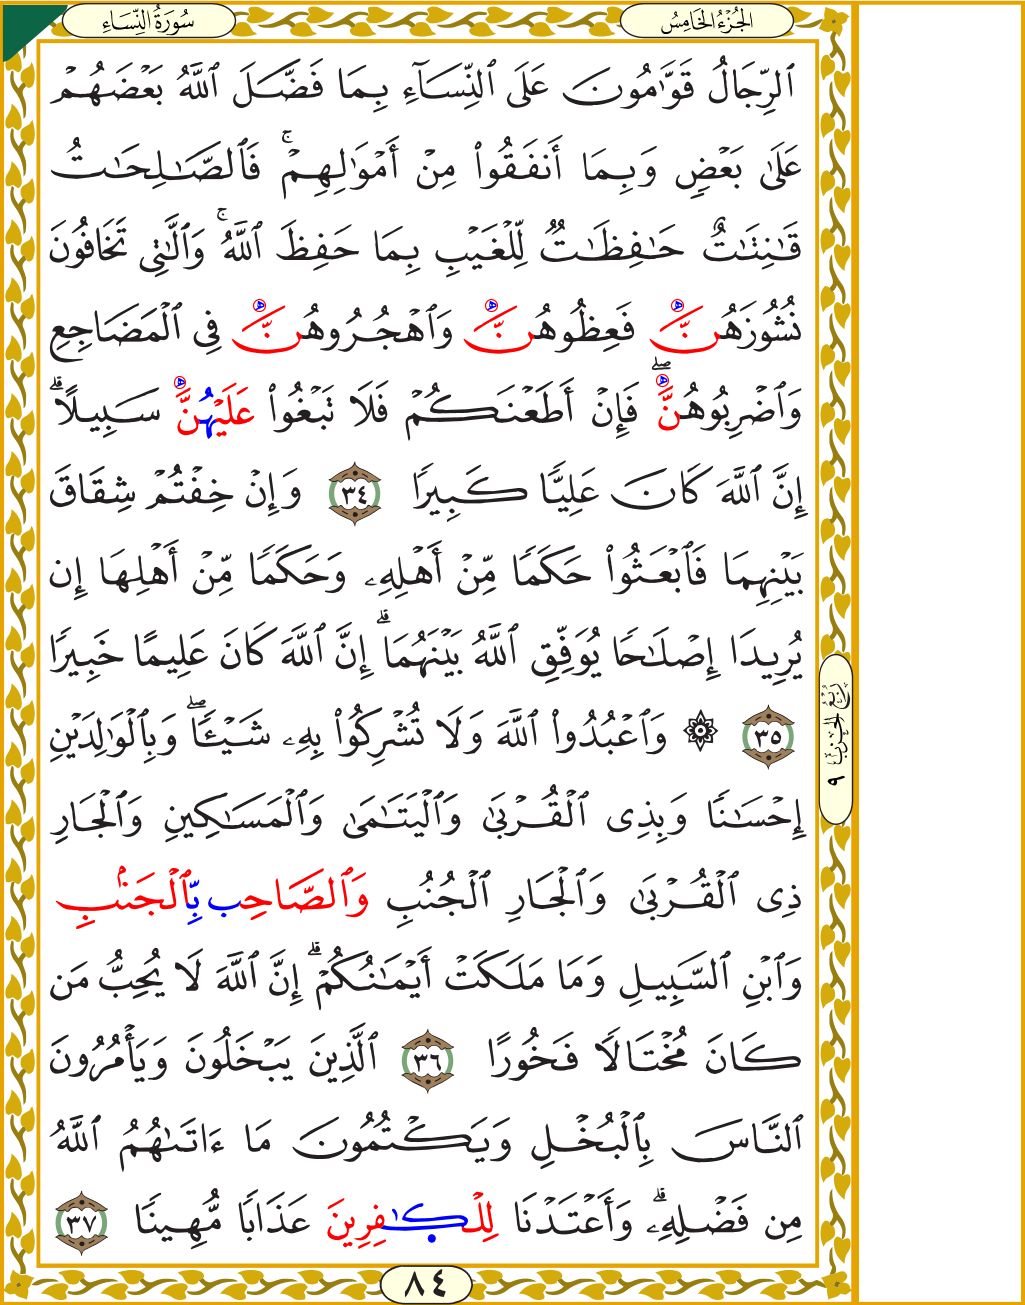 سُورَةُ النِّسَاءِ
الجُزْءُ الخَامِسُ
ٱلرِّجَالُ قَوَّٰمُونَ عَلَى ٱلنِّسَآءِ بِمَا فَضَّلَ ٱللَّهُ بَعْضَهُمْ
عَلَىٰ بَعْضٍ وَبِمَآ أَنفَقُوا۟ مِنْ أَمْوَٰلِهِمْ ۚ فَٱلصَّـٰلِحَـٰتُ
قَـٰنِتَـٰتٌ حَـٰفِظَـٰتٌ لِّلْغَيْبِ بِمَا حَفِظَ ٱللَّهُ ۚ وَٱلَّـٰتِى تَخَافُونَ
نُشُوزَهُنَّ فَعِظُوهُنَّ وَٱهْجُرُوهُنَّ فِى ٱلْمَضَاجِعِ
وَٱضْرِبُوهُنَّ ۖ فَإِنْ أَطَعْنَكُمْ فَلَا تَبْغُوا۟ عَلَيْهُنَّ سَبِيلًا ۗ
إِنَّ ٱللَّهَ كَانَ عَلِيًّا كَبِيرًا ٣٤ وَإِنْ خِفْتُمْ شِقَاقَ
بَيْنِهِمَا فَٱبْعَثُوا۟ حَكَمًا مِّنْ أَهْلِهِۦ وَحَكَمًا مِّنْ أَهْلِهَا إِن
يُرِيدَا إِصْلَـٰحًا يُوَفِّقِ ٱللَّهُ بَيْنَهُمَا ۗ إِنَّ ٱللَّهَ كَانَ عَلِيمًا خَبِيرًا
٣٥ ۞ وَٱعْبُدُوا۟ ٱللَّهَ وَلَا تُشْرِكُوا۟ بِهِۦ شَيْـًٔا ۖ وَبِٱلْوَٰلِدَيْنِ
إِحْسَـٰنًا وَبِذِى ٱلْقُرْبَىٰ وَٱلْيَتَـٰمَىٰ وَٱلْمَسَـٰكِينِ وَٱلْجَارِ
ذِى ٱلْقُرْبَىٰ وَٱلْجَارِ ٱلْجُنُبِ وَٱلصَّاحِب بِّٱلْجَنۢبِ
وَٱبْنِ ٱلسَّبِيلِ وَمَا مَلَكَتْ أَيْمَـٰنُكُمْ ۗ إِنَّ ٱللَّهَ لَا يُحِبُّ مَن
كَانَ مُخْتَالًا فَخُورًا ٣٦ ٱلَّذِينَ يَبْخَلُونَ وَيَأْمُرُونَ
ٱلنَّاسَ بِٱلْبُخْلِ وَيَكْتُمُونَ مَا ءَاتَىٰهُمُ ٱللَّهُ
مِن فَضْلِهِۦ ۗ وَأَعْتَدْنَا لِلْكَـٰفِرِينَ عَذَابًا مُّهِينًا ٣٧
رُبْعُ الحِزْبِ ٩
٨٤